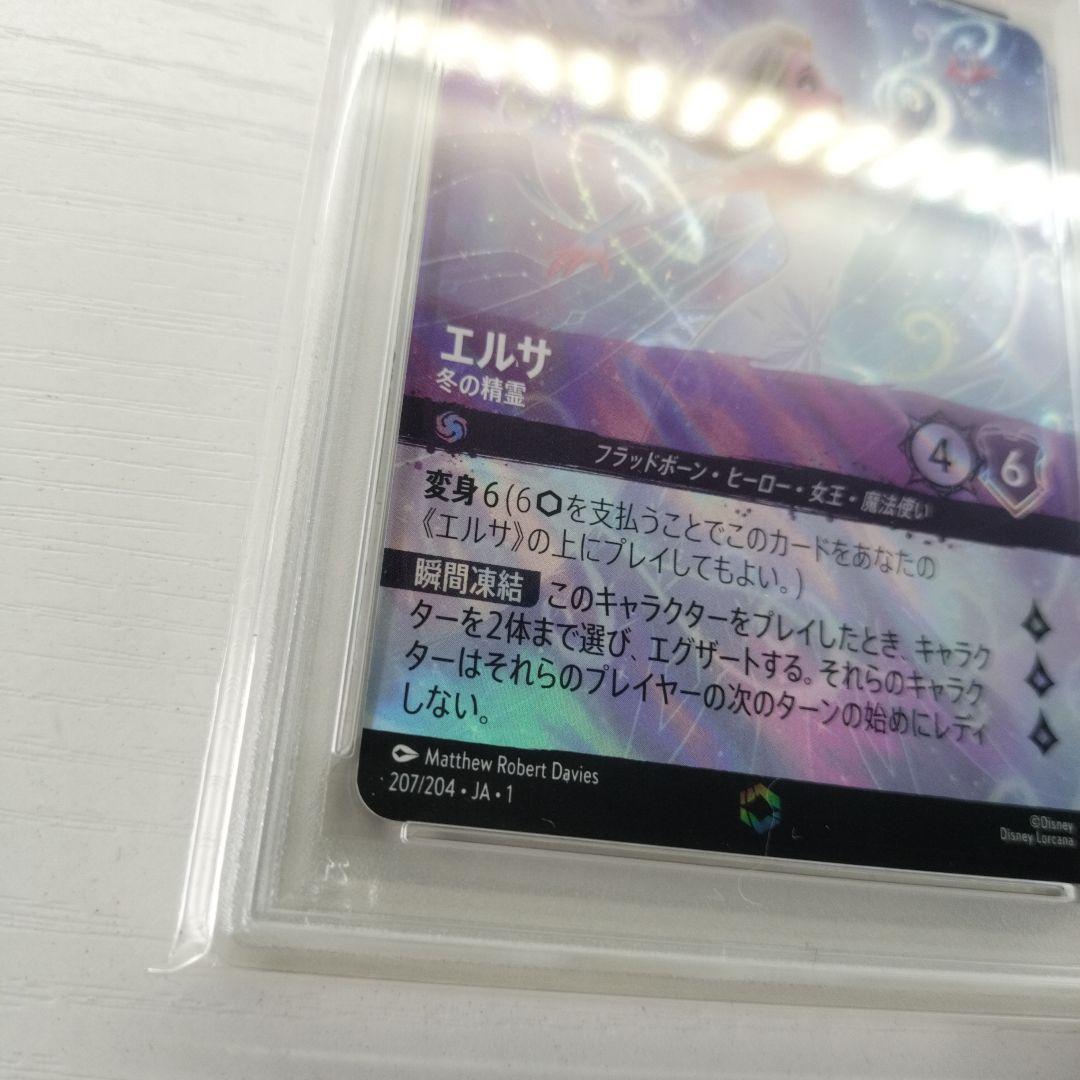 エルサ
冬の精霊
フラッドボーン・ヒーロー・女王・魔法使い
4
6
変身 6 (6⬡を支払うことでこのカードをあなたの
《エルサ》の上にプレイしてもよい。)
瞬間凍結 このキャラクターをプレイしたとき、キャラク
ターを2体まで選び、エグザートする。それらのキャラク
ターはそれらのプレイヤーの次のターンの始めにレディ
しない。
Matthew Robert Davies
207/204・JA・1
©Disney
Disney Lorcana